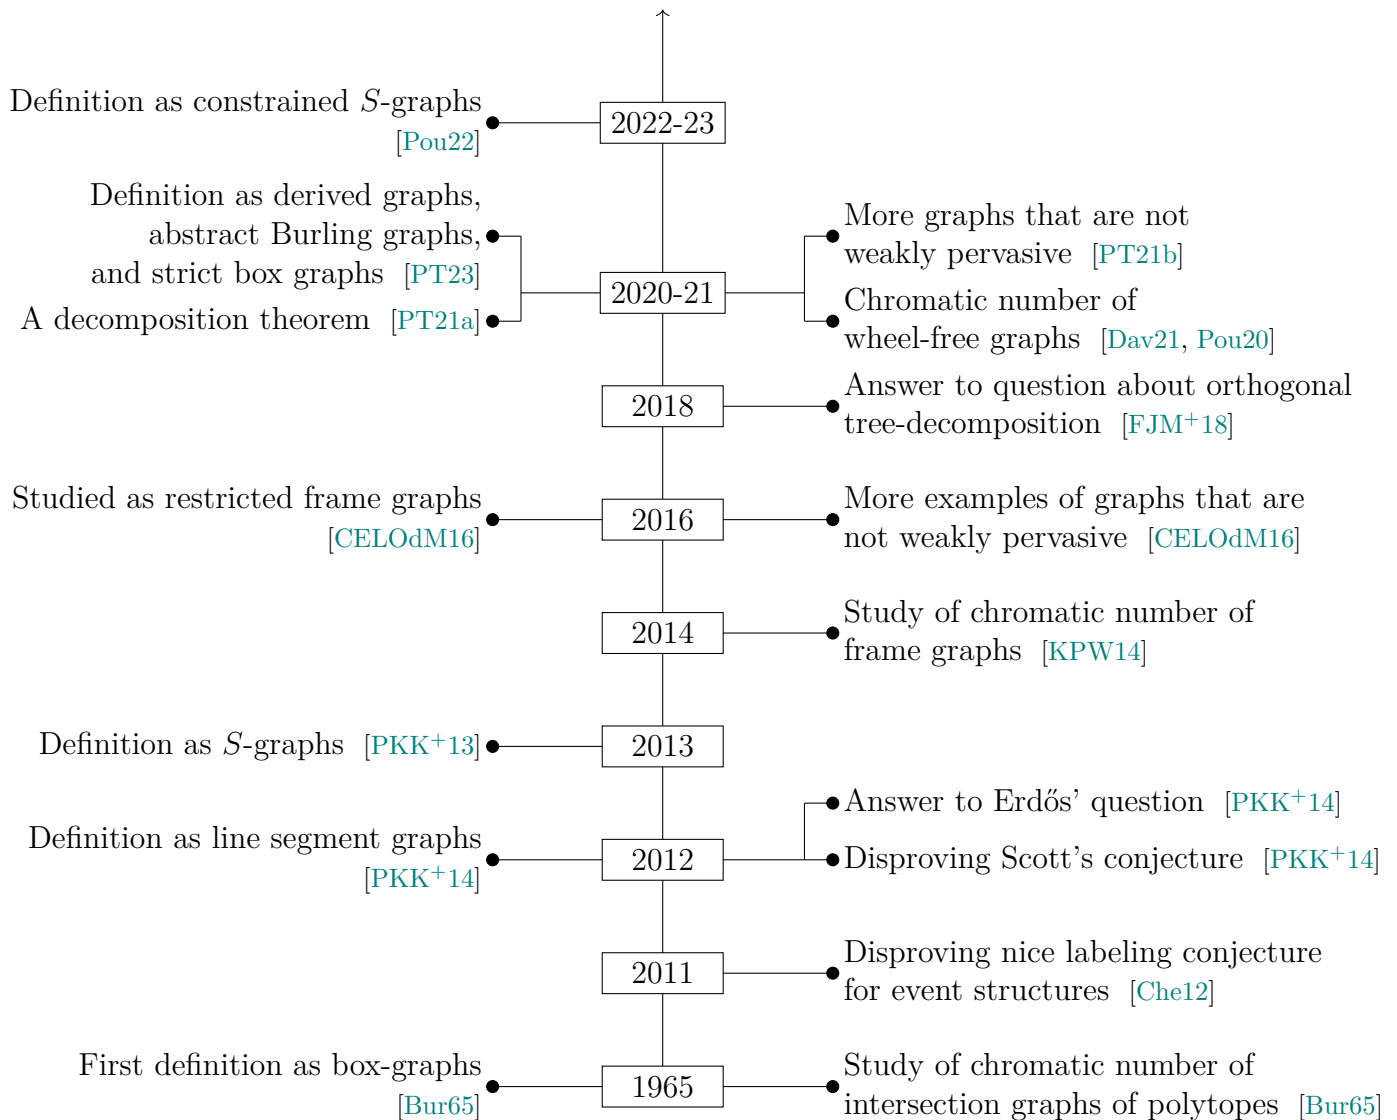 Definition as constrained S-graphs
[Pou22]
2022-23
Definition as derived graphs,
abstract Burling graphs,
and strict box graphs [PT23]
A decomposition theorem [PT21a]
2020-21
More graphs that are not
weakly pervasive [PT21b]
Chromatic number of
wheel-free graphs [Dav21, Pou20]
2018
Answer to question about orthogonal
tree-decomposition [FJM+18]
Studied as restricted frame graphs
[CELOdM16]
2016
More examples of graphs that are
not weakly pervasive [CELOdM16]
2014
Study of chromatic number of
frame graphs [KPW14]
Definition as S-graphs [PKK+13]
2013
Definition as line segment graphs
[PKK+14]
2012
Answer to Erdős' question [PKK+14]
Disproving Scott's conjecture [PKK+14]
2011
Disproving nice labeling conjecture
for event structures [Che12]
First definition as box-graphs
[Bur65]
1965
Study of chromatic number of
intersection graphs of polytopes [Bur65]